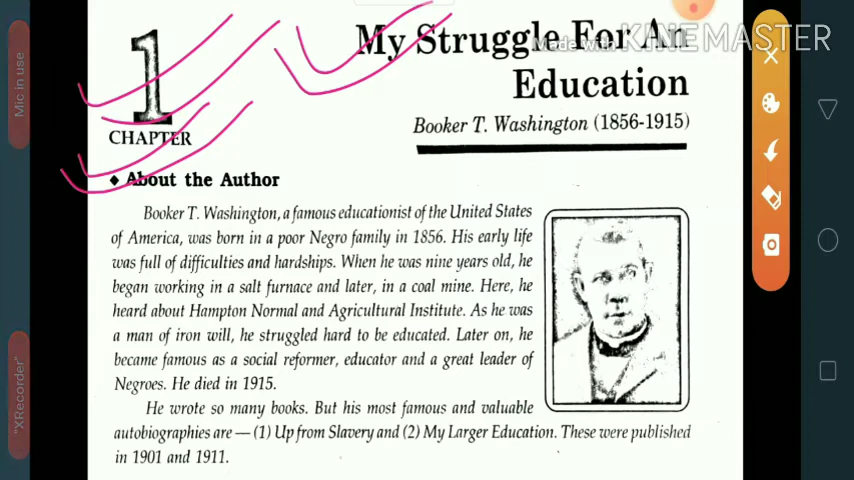 Mic in use
"XRecorder"
Made with KINEMASTER
1
CHAPTER
My Struggle For An
Education
Booker T. Washington (1856-1915)
♦ About the Author
Booker T. Washington, a famous educationist of the United States
of America, was born in a poor Negro family in 1856. His early life
was full of difficulties and hardships. When he was nine years old, he
began working in a salt furnace and later, in a coal mine. Here, he
heard about Hampton Normal and Agricultural Institute. As he was
a man of iron will, he struggled hard to be educated. Later on, he
became famous as a social reformer, educator and a great leader of
Negroes. He died in 1915.
He wrote so many books. But his most famous and valuable
autobiographies are — (1) Up from Slavery and (2) My Larger Education. These were published
in 1901 and 1911.